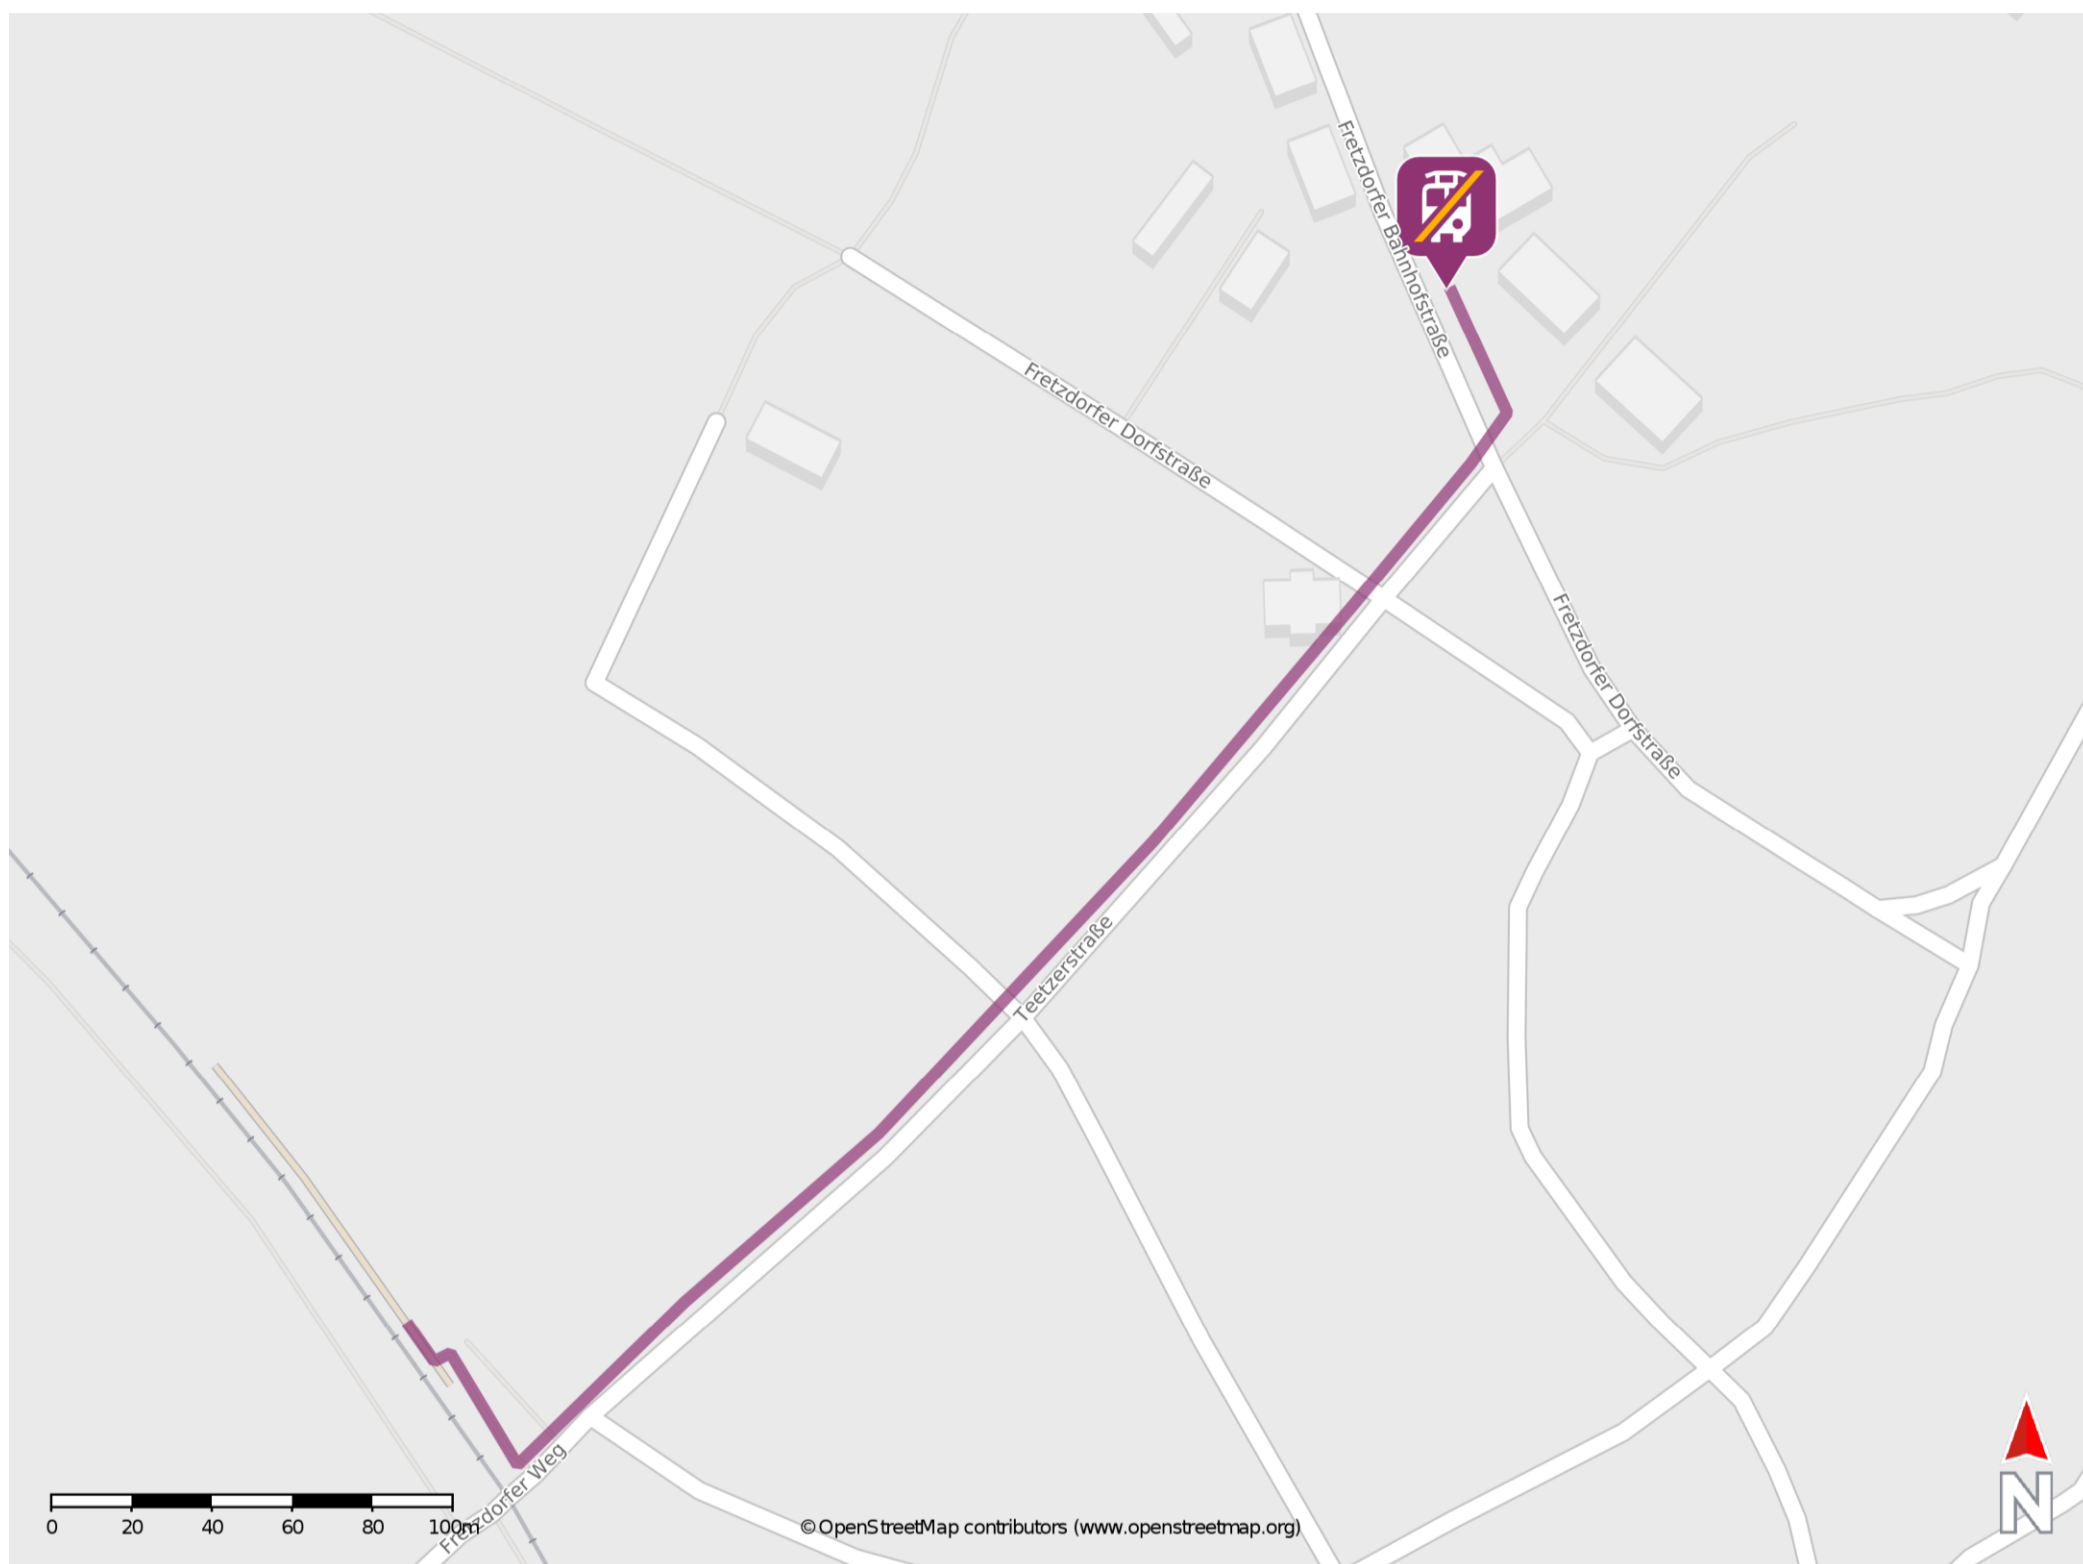 Fretzdorfer Bahnhofstraße
Fretzdorfer Dorfstraße
Fretzdorfer Dorfstraße
Teetzerstraße
Fretzdorfer Weg
0 20 40 60 80 100m
© OpenStreetMap contributors (www.openstreetmap.org)
N